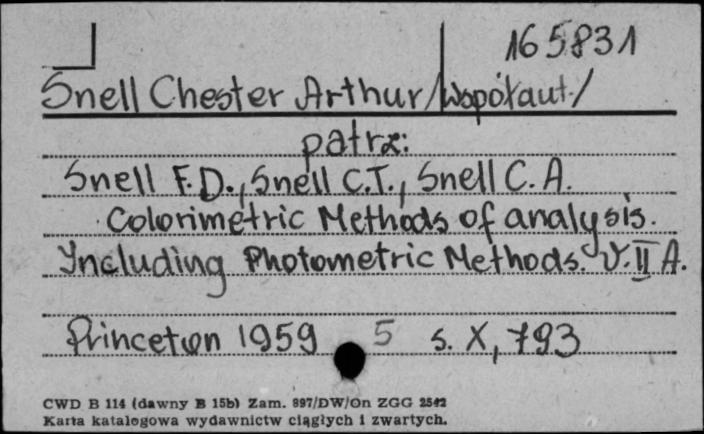 165831
Snell Chester Arthur /współaut./
patrz:
Snell F.D., Snell C.T., Snell C.A.
Colorimetric Methods of analysis.
Including Photometric Methods. V. II A.
Princeton 1959 5 s. X, 793
CWD B 114 (dawny B 15b) Zam. 897/DW/On ZGG 2542
Karta katalogowa wydawnictw ciągłych i zwartych.